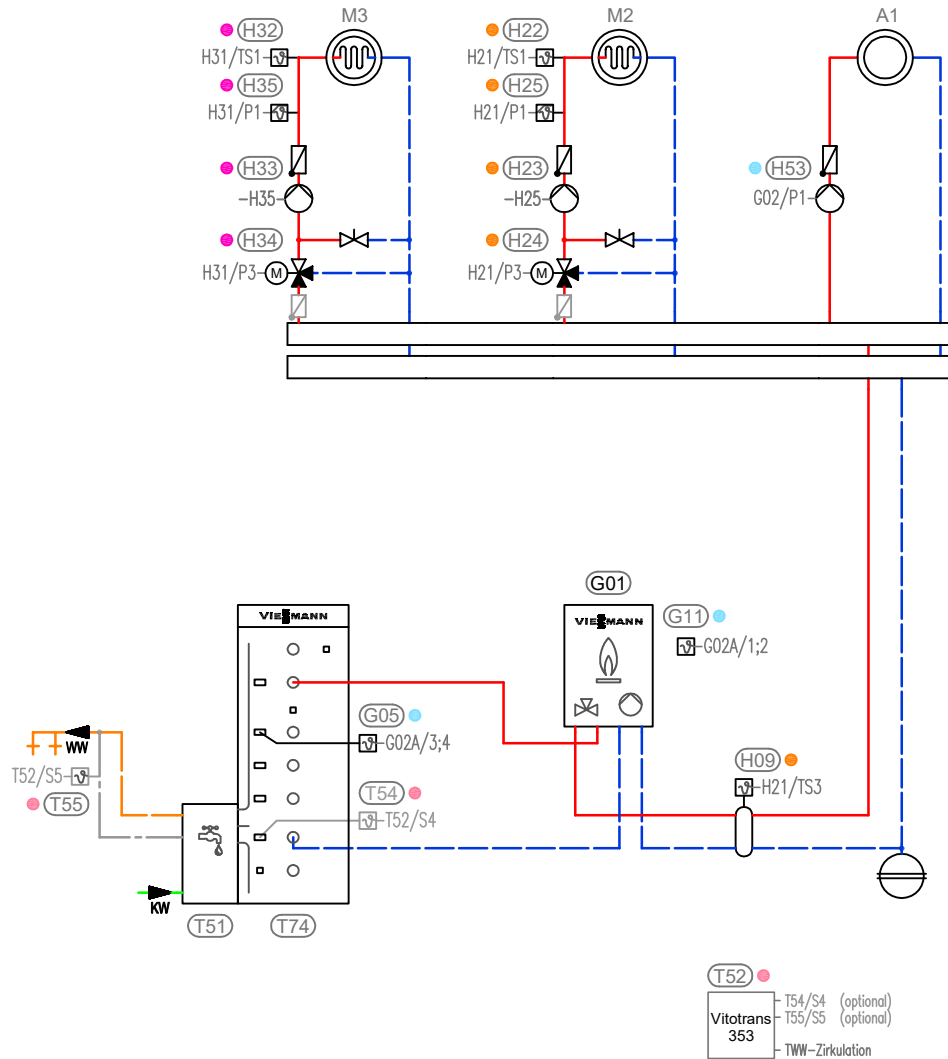 M3
M2
A1
H32
H31/TS1
H35
H31/P1
H33
-H35-
H34
H31/P3
M
H22
H21/TS1
H25
H21/P1
H23
-H25-
H24
H21/P3
M
H53
G02/P1
G01
VIESMANN
G11
G02A/1;2
VIESMANN
G05
G02A/3;4
T54
T52/S4
H09
H21/TS3
WW
T52/S5
T55
KW
T51
T74
T52
Vitotrans
353
T54/S4 (optional)
T55/S5 (optional)
TWW-Zirkulation